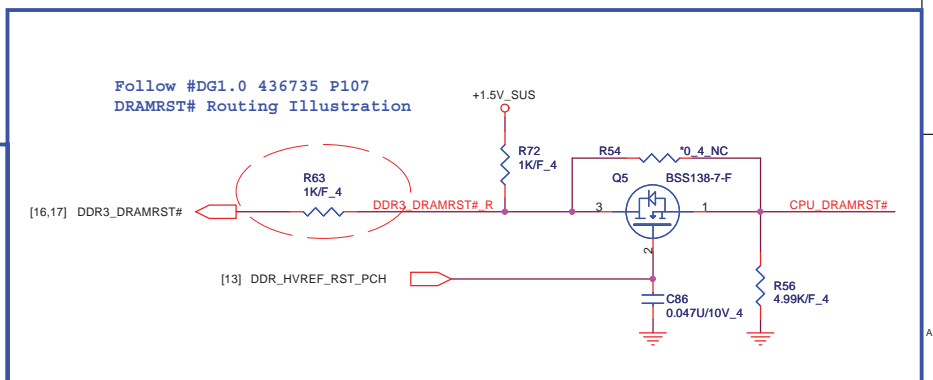 Follow #DG1.0 436735 P107
DRAMRST# Routing Illustration
+1.5V_SUS
R72
1K/F_4
R54
*0_4_NC
R63
1K/F_4
Q5
BSS138-7-F
[16,17] DDR3_DRAMRST#
DDR3_DRAMRST#_R
3
1
CPU_DRAMRST#
2
[13] DDR_HVREF_RST_PCH
C86
0.047U/10V_4
R56
4.99K/F_4
A